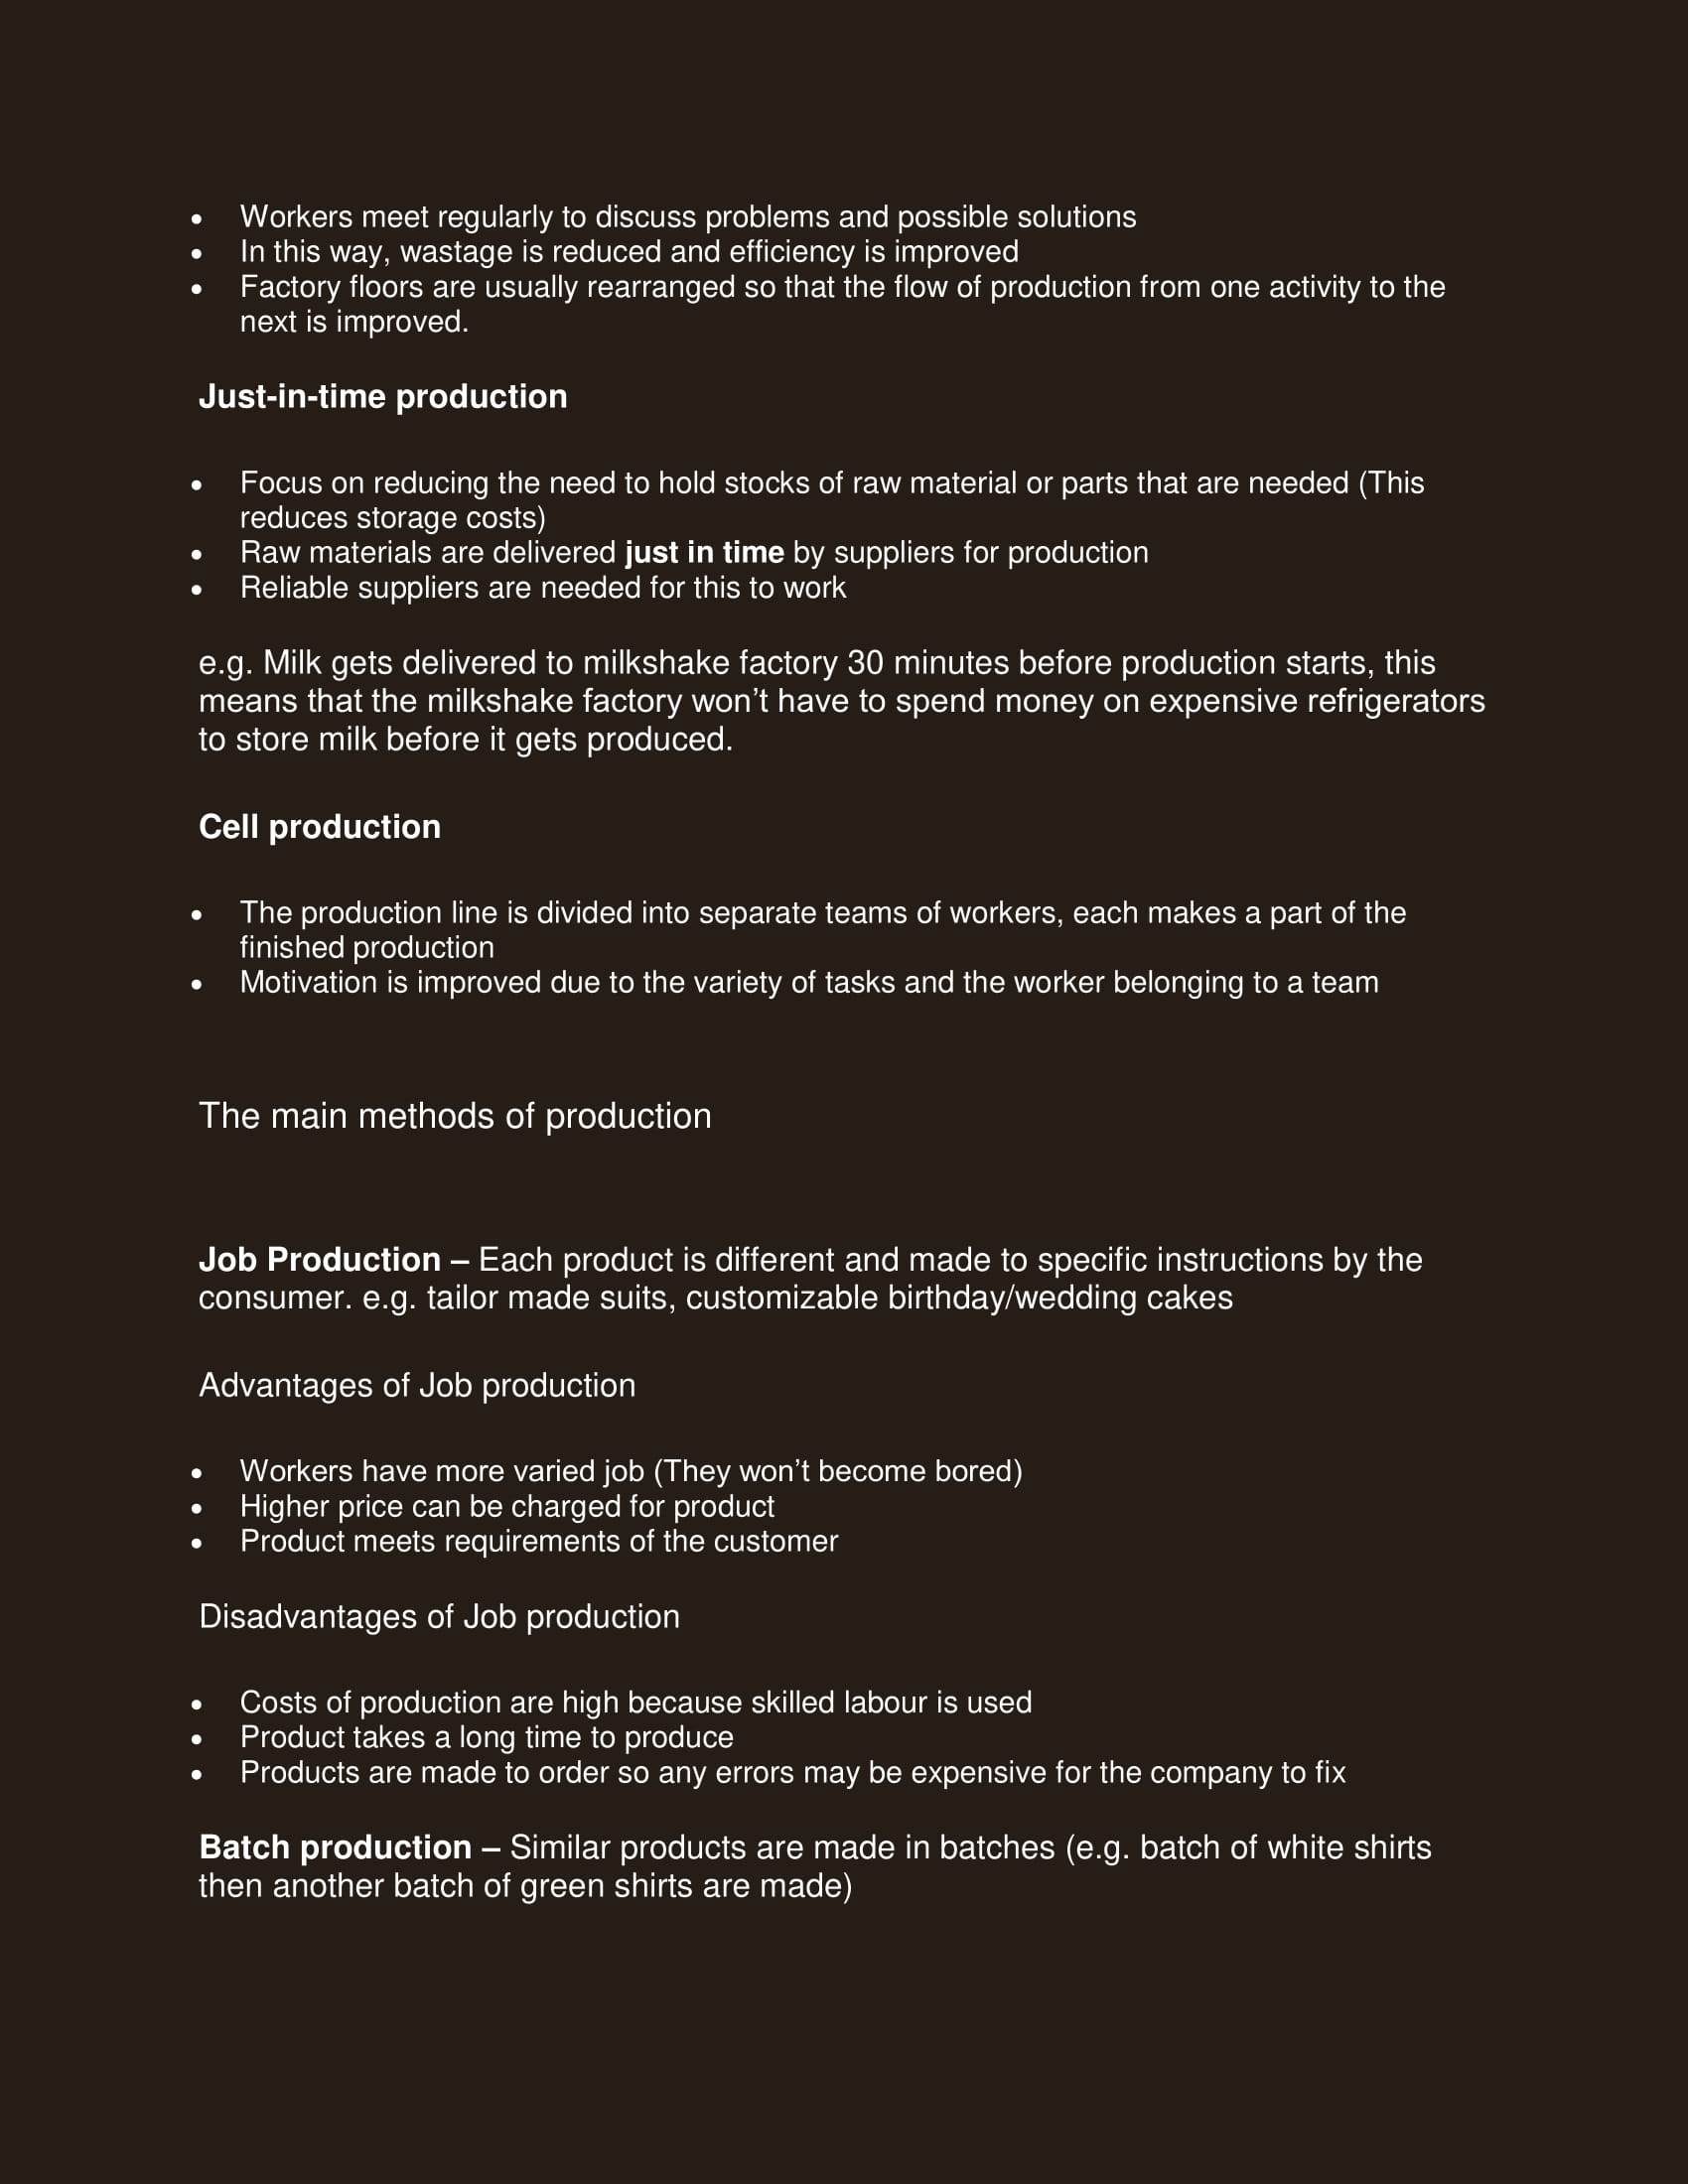 • Workers meet regularly to discuss problems and possible solutions
• In this way, wastage is reduced and efficiency is improved
• Factory floors are usually rearranged so that the flow of production from one activity to the
next is improved.
Just-in-time production
• Focus on reducing the need to hold stocks of raw material or parts that are needed (This
reduces storage costs)
• Raw materials are delivered just in time by suppliers for production
• Reliable suppliers are needed for this to work
e.g. Milk gets delivered to milkshake factory 30 minutes before production starts, this
means that the milkshake factory won’t have to spend money on expensive refrigerators
to store milk before it gets produced.
Cell production
• The production line is divided into separate teams of workers, each makes a part of the
finished production
• Motivation is improved due to the variety of tasks and the worker belonging to a team
The main methods of production
Job Production – Each product is different and made to specific instructions by the
consumer. e.g. tailor made suits, customizable birthday/wedding cakes
Advantages of Job production
• Workers have more varied job (They won’t become bored)
• Higher price can be charged for product
• Product meets requirements of the customer
Disadvantages of Job production
• Costs of production are high because skilled labour is used
• Product takes a long time to produce
• Products are made to order so any errors may be expensive for the company to fix
Batch production – Similar products are made in batches (e.g. batch of white shirts
then another batch of green shirts are made)